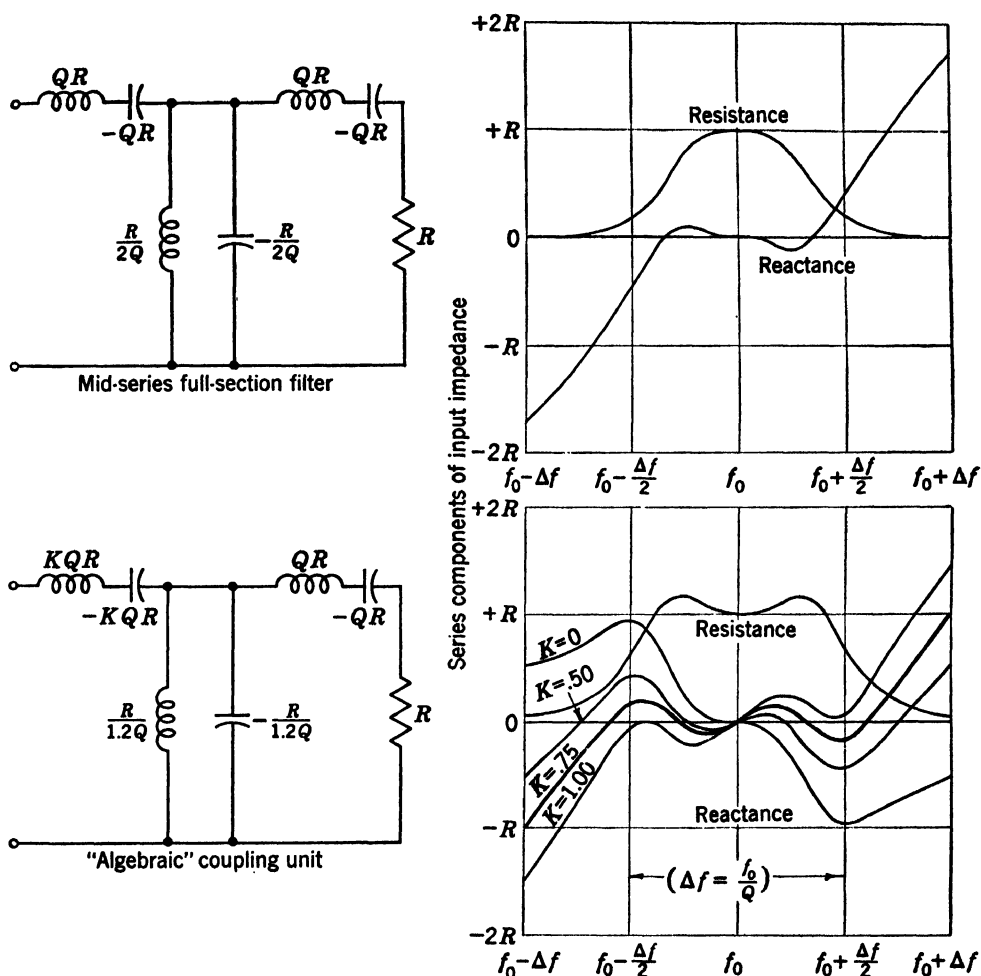 QR
-QR
QR
-QR
R/2Q
-R/2Q
R
Mid-series full-section filter
KQR
-KQR
QR
-QR
R/1.2Q
-R/1.2Q
R
"Algebraic" coupling unit
Series components of input impedance
+2R
+R
0
-R
-2R
Resistance
Reactance
f₀-Δf
f₀-Δf/2
f₀
f₀+Δf/2
f₀+Δf
+2R
+R
0
-R
-2R
Resistance
K=0
K=.50
K=.75
K=1.00
Reactance
(Δf = f₀/Q)
f₀-Δf
f₀-Δf/2
f₀
f₀+Δf/2
f₀+Δf